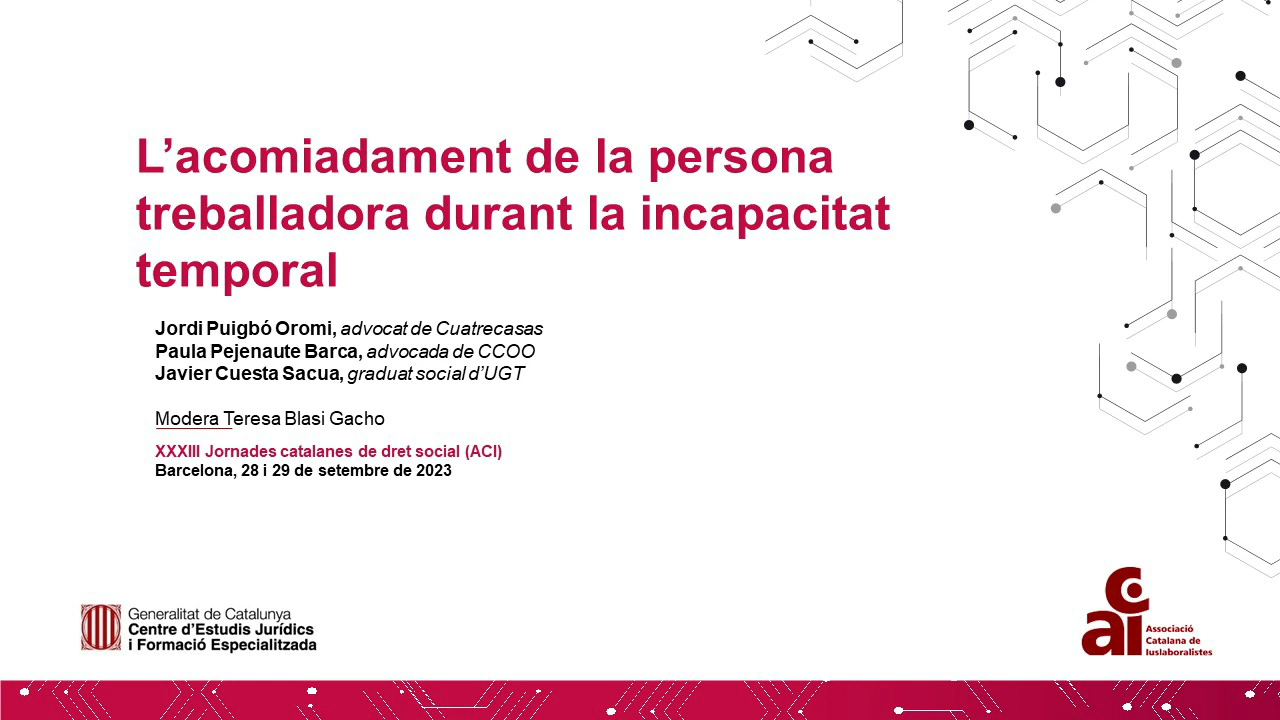 L’acomiadament de la persona
treballadora durant la incapacitat
temporal
Jordi Puigbó Oromi, advocat de Cuatrecasas
Paula Pejenaute Barca, advocada de CCOO
Javier Cuesta Sacua, graduat social d’UGT
Modera Teresa Blasi Gacho
XXXIII Jornades catalanes de dret social (ACI)
Barcelona, 28 i 29 de setembre de 2023
Generalitat de Catalunya
Centre d’Estudis Jurídics
i Formació Especialitzada
aci
Associació
Catalana de
Iuslaboralistes